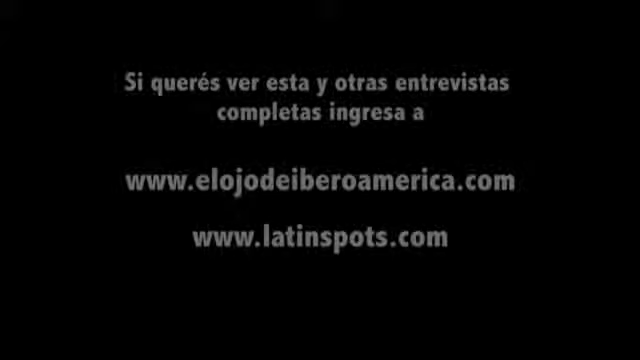 Si querés ver esta y otras entrevistas
completas ingresa a
www.elojodeiberoamerica.com
www.latinspots.com